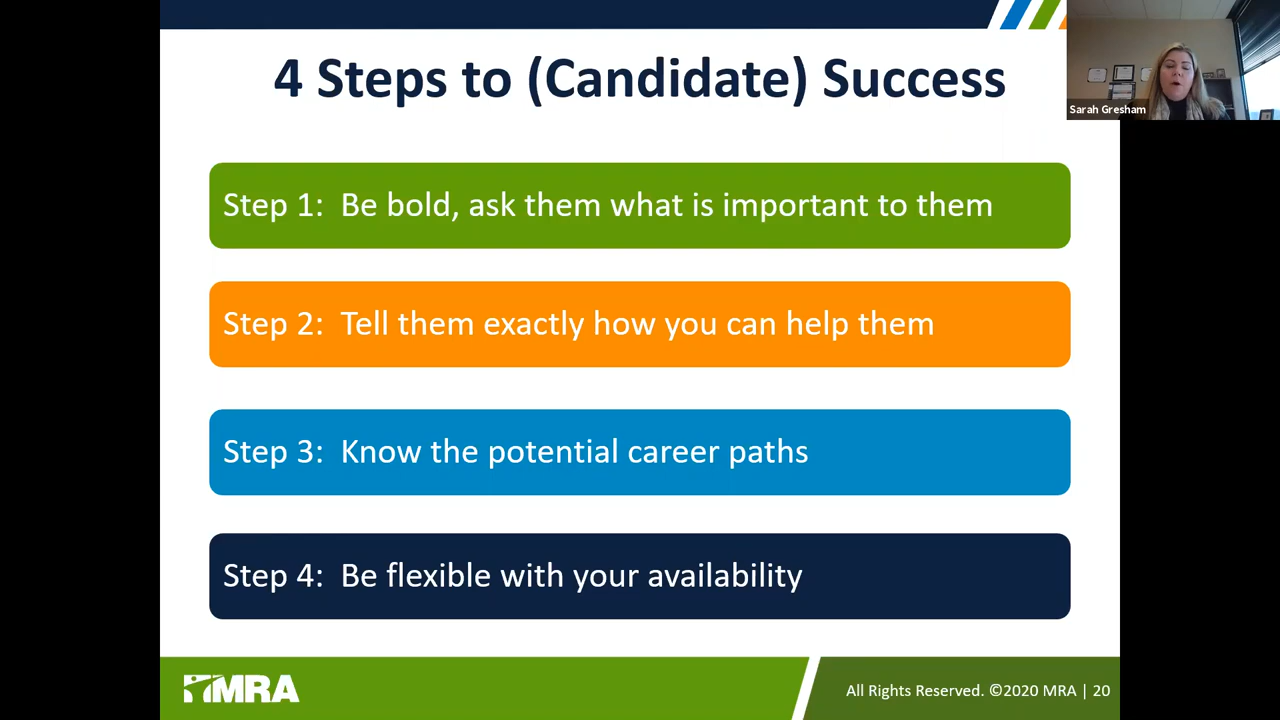 4 Steps to (Candidate) Success
Sarah Gresham
Step 1: Be bold, ask them what is important to them
Step 2: Tell them exactly how you can help them
Step 3: Know the potential career paths
Step 4: Be flexible with your availability
MRA
All Rights Reserved. ©2020 MRA | 20